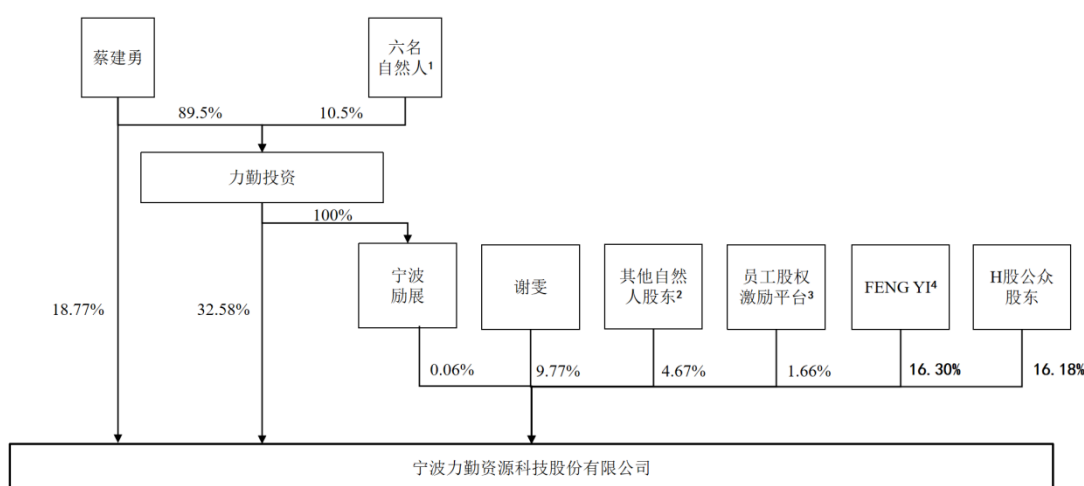 蔡建勇
六名
自然人¹
89.5%
10.5%
力勤投资
100%
宁波
励展
谢雯
其他自然
人股东²
员工股权
激励平台³
FENG YI⁴
H股公众
股东
18.77%
32.58%
0.06%
9.77%
4.67%
1.66%
16.30%
16.18%
宁波力勤资源科技股份有限公司